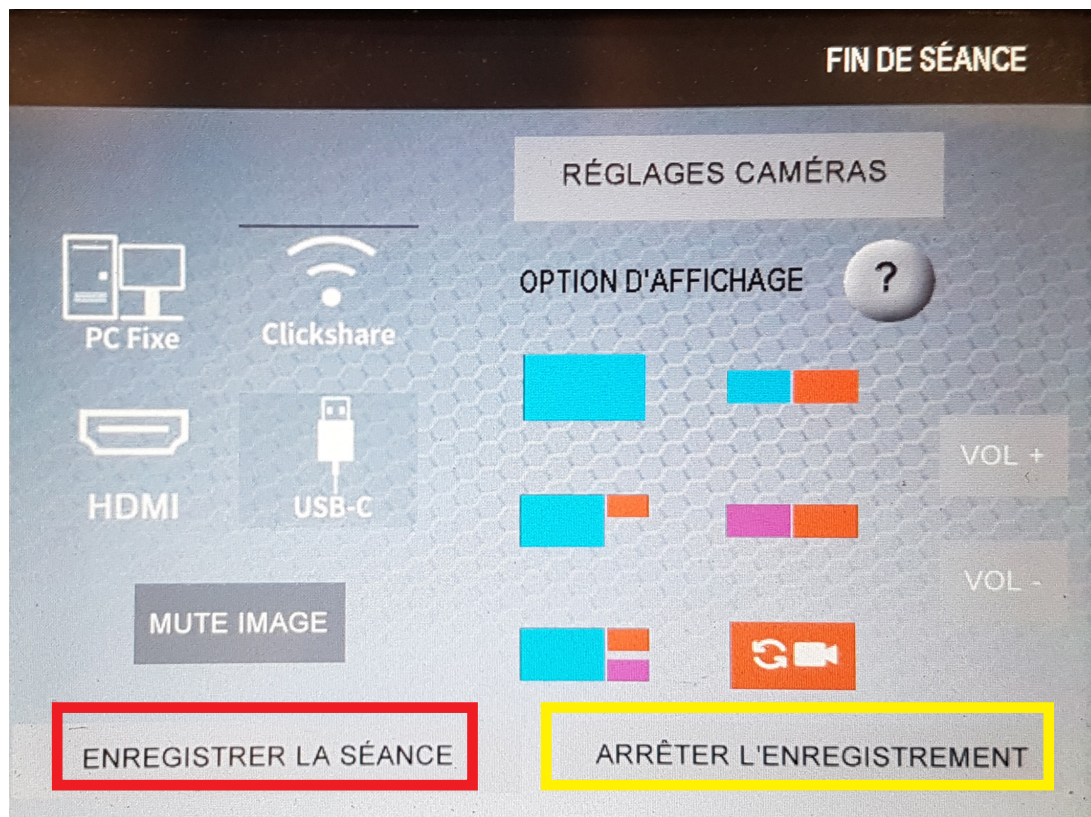 FIN DE SÉANCE
RÉGLAGES CAMÉRAS
PC Fixe
Clickshare
OPTION D'AFFICHAGE
?
HDMI
USB-C
VOL +
VOL -
MUTE IMAGE
ENREGISTRER LA SÉANCE
ARRÊTER L'ENREGISTREMENT